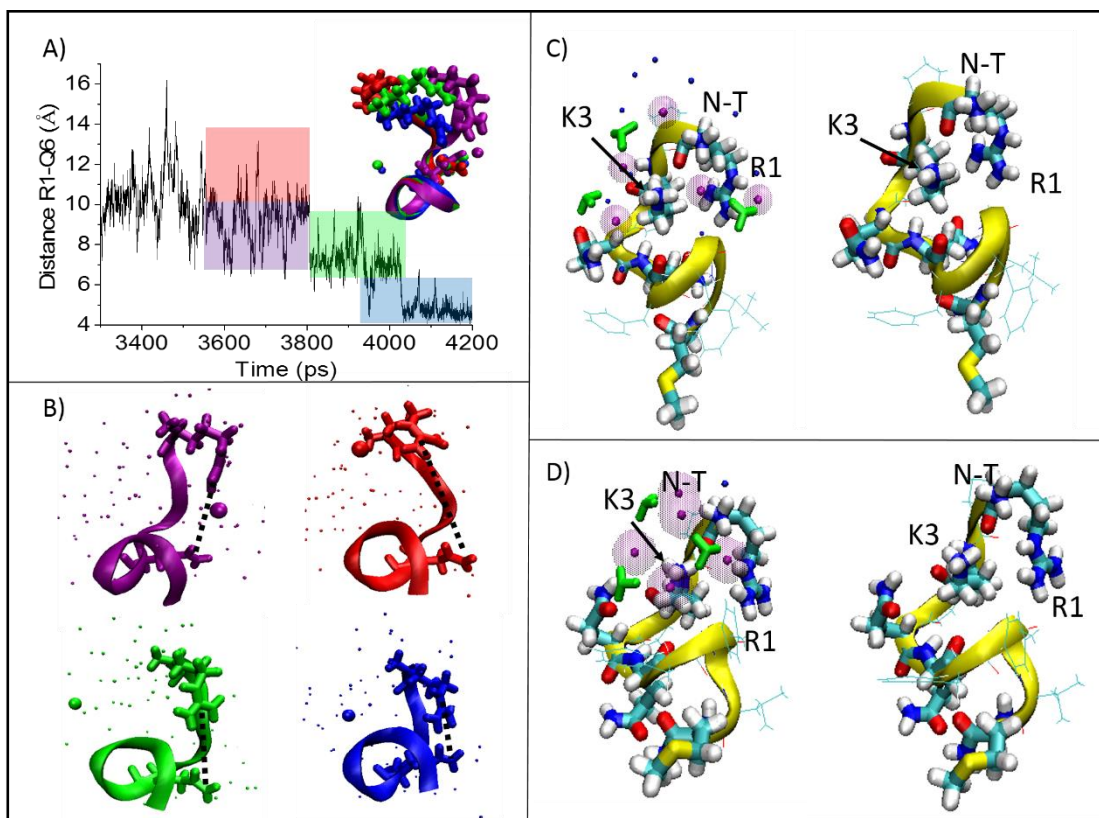 A)
Distance R1-Q6 (Å)
16
14
12
10
8
6
4
3300 3400 3600 3800 4000 4200
Time (ps)
B)
C)
N-T
K3
R1
N-T
K3
R1
D)
N-T
K3
R1
N-T
K3
R1